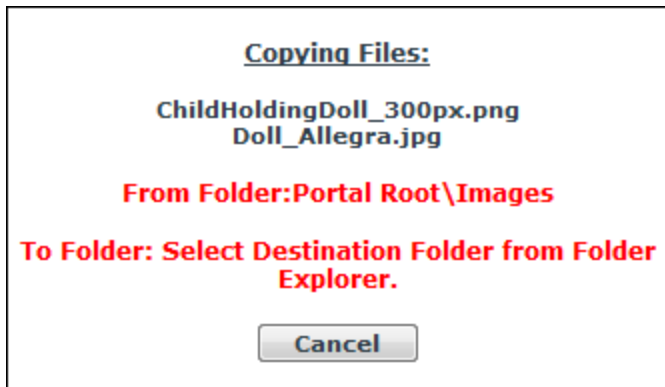 Copying Files:
ChildHoldingDoll_300px.png
Doll_Allegra.jpg
From Folder:Portal Root\Images
To Folder: Select Destination Folder from Folder
Explorer.
Cancel